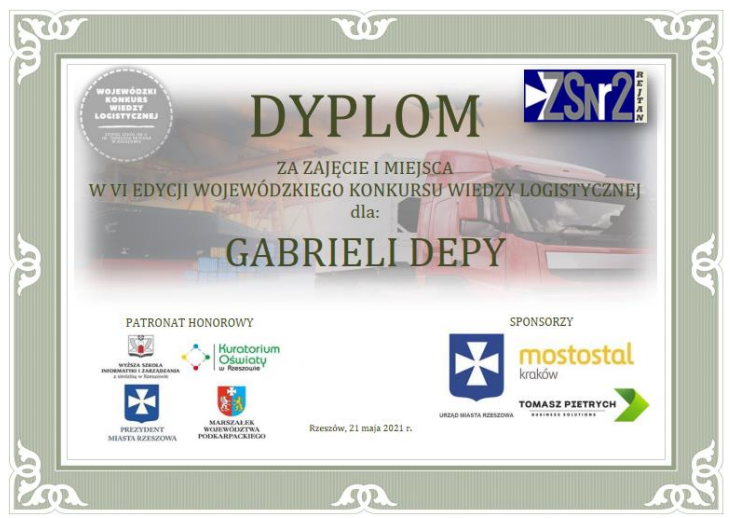 WOJEWÓDZKI
KONKURS
WIEDZY
LOGISTYCZNEJ
ZSNr2
REJTAN
DYPLOM
ZA ZAJĘCIE I MIEJSCA
W VI EDYCJI WOJEWÓDZKIEGO KONKURSU WIEDZY LOGISTYCZNEJ
dla:
GABRIELI DEPY
PATRONAT HONOROWY
WYŻSZA SZKOŁA
INFORMATYKI I ZARZĄDZANIA
z siedzibą w Rzeszowie
Kuratorium
Oświaty
w Rzeszowie
PREZYDENT
MIASTA RZESZOWA
MARSZAŁEK
WOJEWÓDZTWA
PODKARPACKIEGO
Rzeszów, 21 maja 2021 r.
SPONSORZY
URZĄD MIASTA RZESZOWA
mostostal
kraków
TOMASZ PIETRYCH
BUSINESS SOLUTIONS